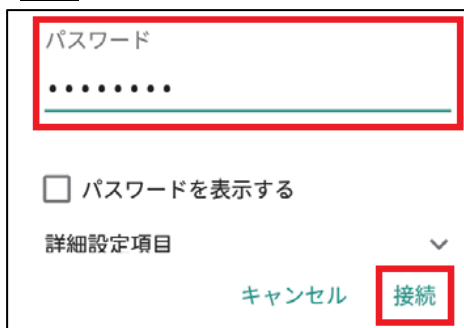 パスワード
••••••••
パスワードを表示する
詳細設定項目
キャンセル 接続